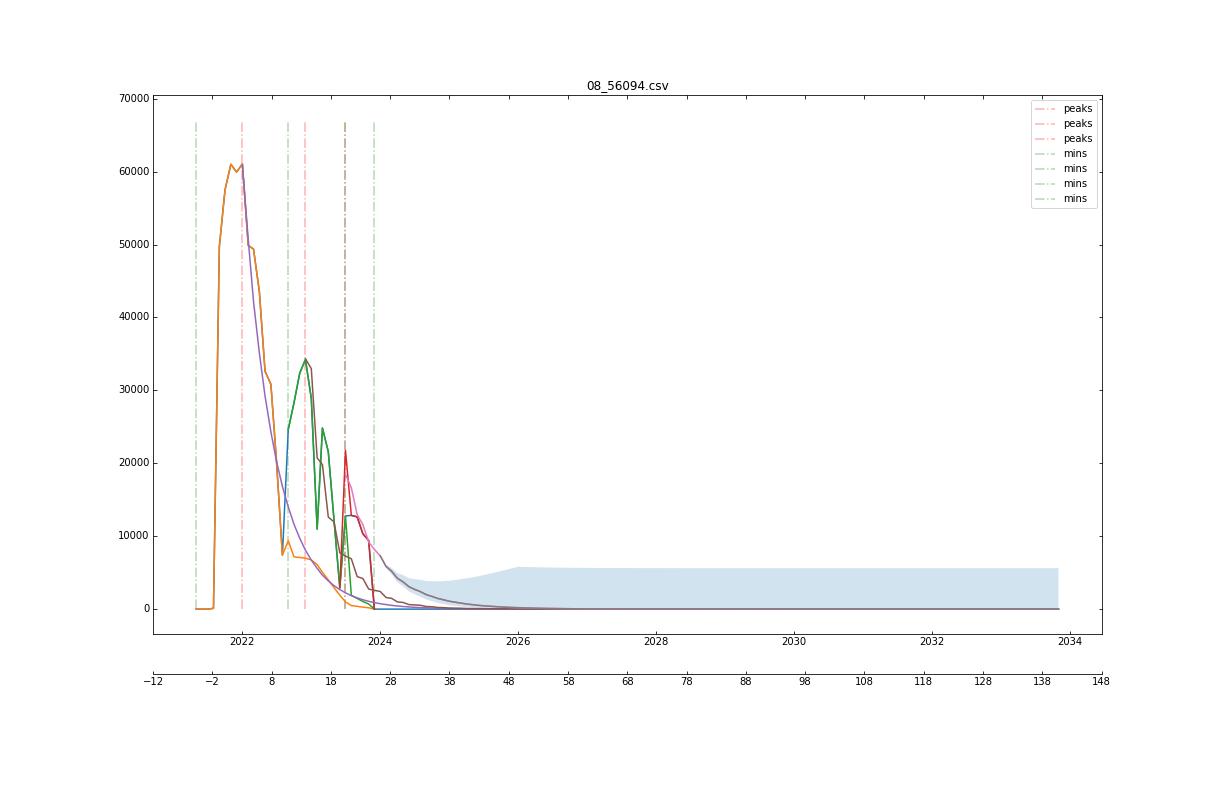 08_56094.csv
70000
60000
50000
40000
30000
20000
10000
0
peaks
peaks
peaks
mins
mins
mins
mins
2022 2024 2026 2028 2030 2032 2034
−12 −2 8 18 28 38 48 58 68 78 88 98 108 118 128 138 148